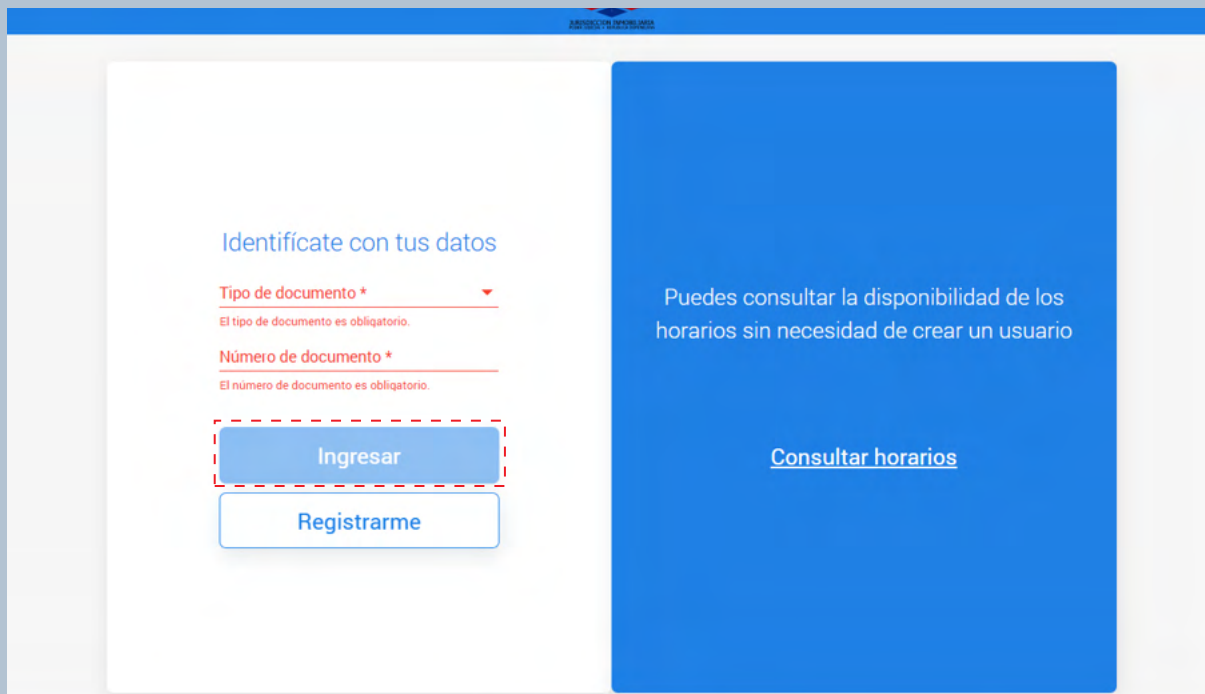 JURISDICCION INMOBILIARIA
Identifícate con tus datos
Tipo de documento *
El tipo de documento es obligatorio.
Número de documento *
El número de documento es obligatorio.
Ingresar
Registrarme
Puedes consultar la disponibilidad de los
horarios sin necesidad de crear un usuario
Consultar horarios